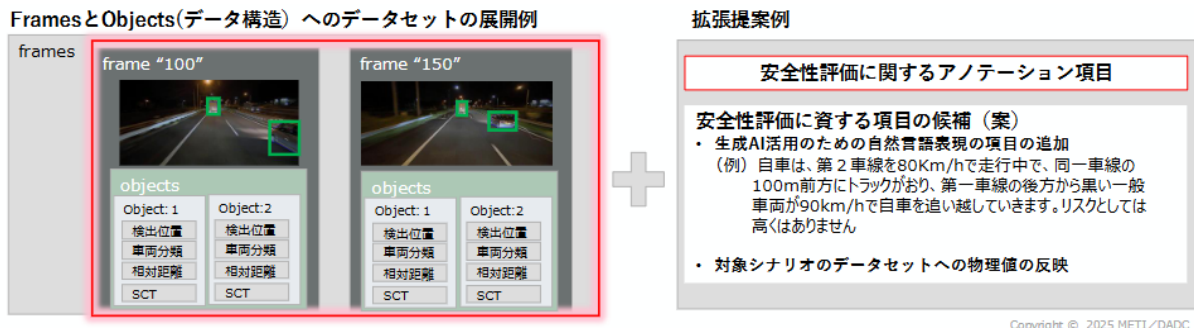 FramesとObjects(データ構造）へのデータセットの展開例
frames
frame “100”
objects
Object: 1
検出位置
車両分類
相対距離
SCT
Object:2
検出位置
車両分類
相対距離
SCT
frame “150”
objects
Object: 1
検出位置
車両分類
相対距離
SCT
Object:2
検出位置
車両分類
相対距離
SCT
拡張提案例
安全性評価に関するアノテーション項目
安全性評価に資する項目の候補（案）
• 生成AI活用のための自然言語表現の項目の追加
（例）自車は、第２車線を80Km/hで走行中で、同一車線の
100m前方にトラックがおり、第一車線の後方から黒い一般
車両が90km/hで自車を追い越していきます。リスクとしては
高くはありません
• 対象シナリオのデータセットへの物理値の反映
Copyright © 2025 METI／DADC